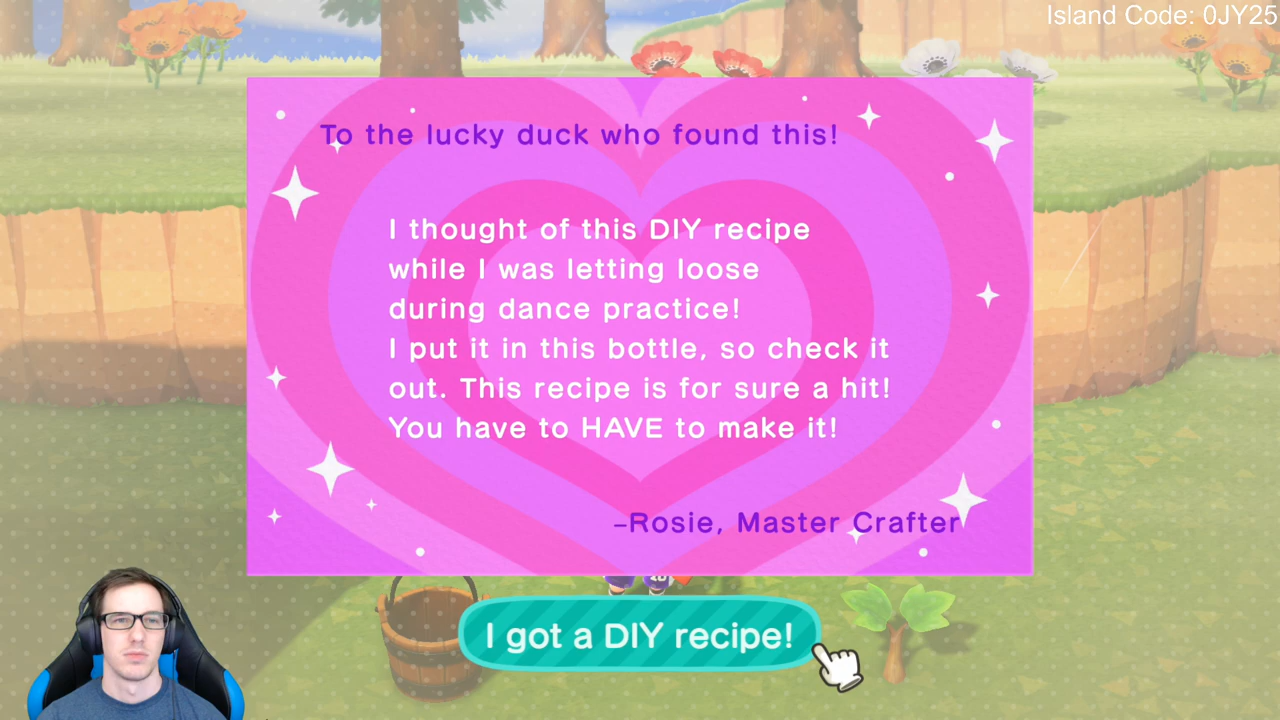 Island Code: 0JY25
To the lucky duck who found this!
I thought of this DIY recipe
while I was letting loose
during dance practice!
I put it in this bottle, so check it
out. This recipe is for sure a hit!
You have to HAVE to make it!
–Rosie, Master Crafter
I got a DIY recipe!